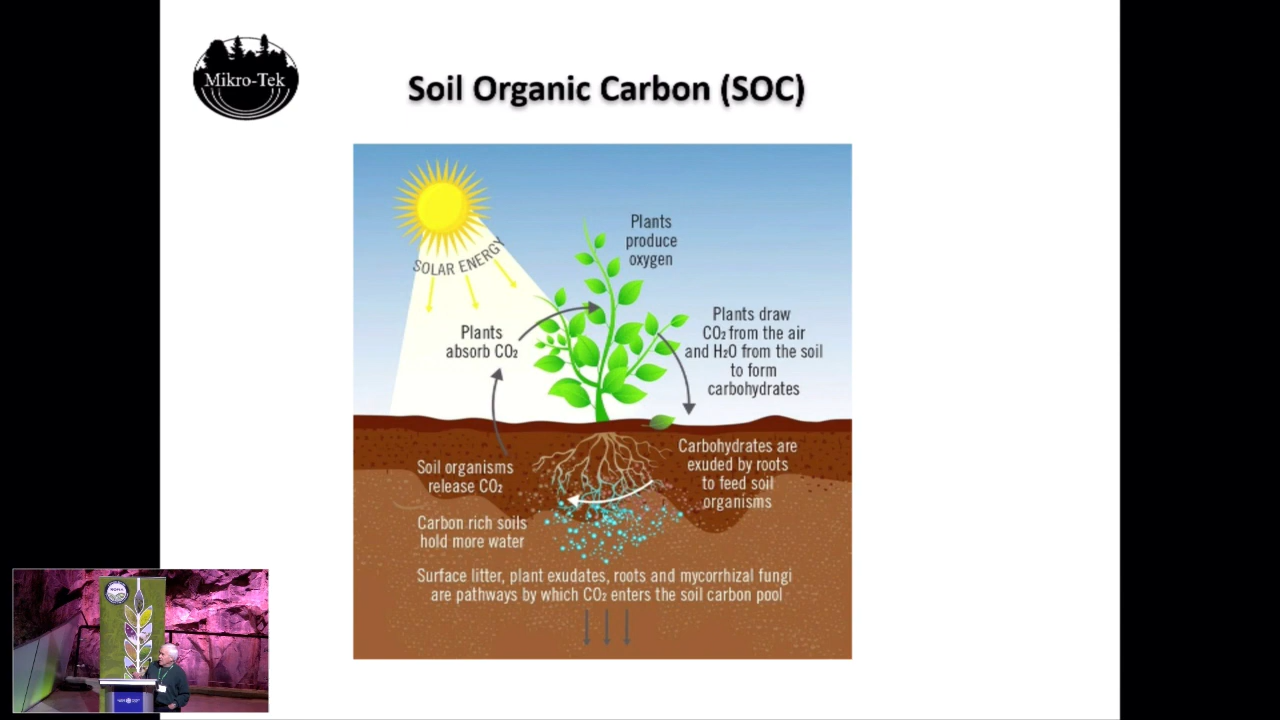 Mikro-Tek
Soil Organic Carbon (SOC)
SOLAR ENERGY
Plants
produce
oxygen
Plants
absorb CO₂
Plants draw
CO₂ from the air
and H₂O from the soil
to form
carbohydrates
Soil organisms
release CO₂
Carbohydrates are
exuded by roots
to feed soil
organisms
Carbon rich soils
hold more water
Surface litter, plant exudates, roots and mycorrhizal fungi
are pathways by which CO₂ enters the soil carbon pool